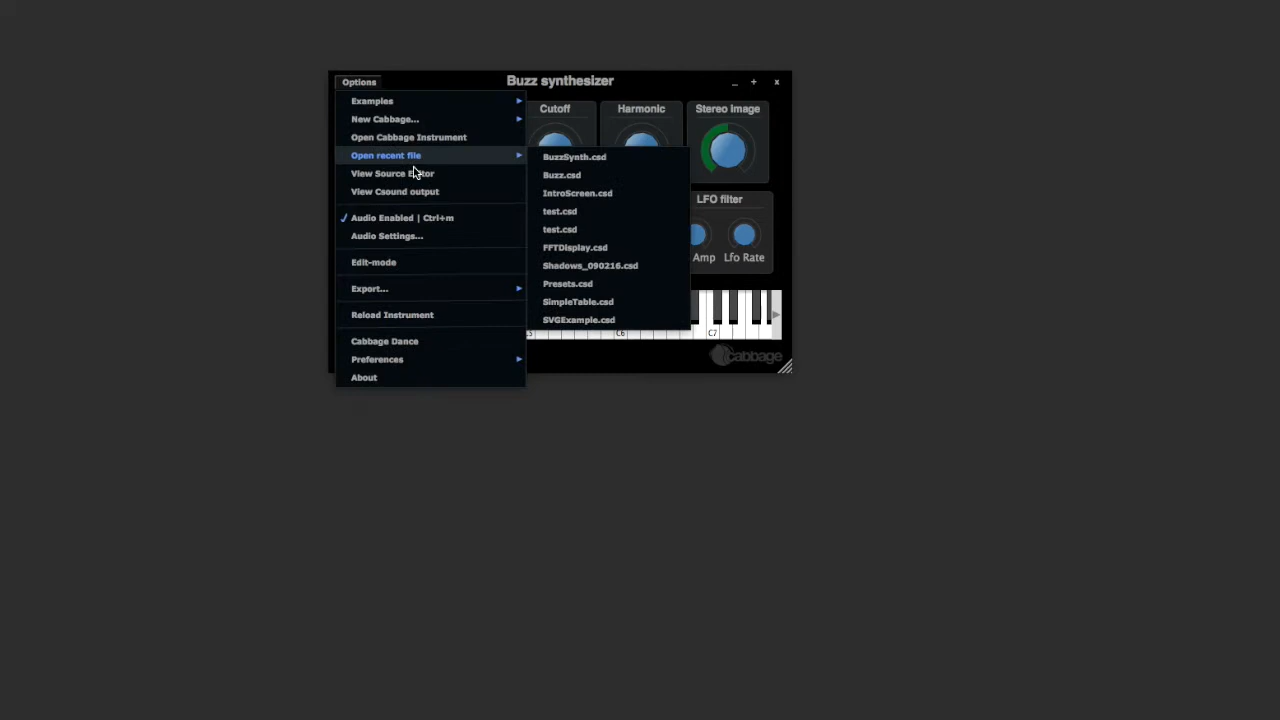 Options
Buzz synthesizer
_ + x
Examples
New Cabbage...
Open Cabbage Instrument
Open recent file
View Source Editor
View Csound output
Audio Enabled | Ctrl+m
Audio Settings...
Edit-mode
Export...
Reload Instrument
Cabbage Dance
Preferences
About
BuzzSynth.csd
Buzz.csd
IntroScreen.csd
test.csd
test.csd
FFTDisplay.csd
Shadows_090216.csd
Presets.csd
SimpleTable.csd
SVGExample.csd
Cutoff
Harmonic
Stereo image
LFO filter
Amp
Lfo Rate
C6
C7
cabbage